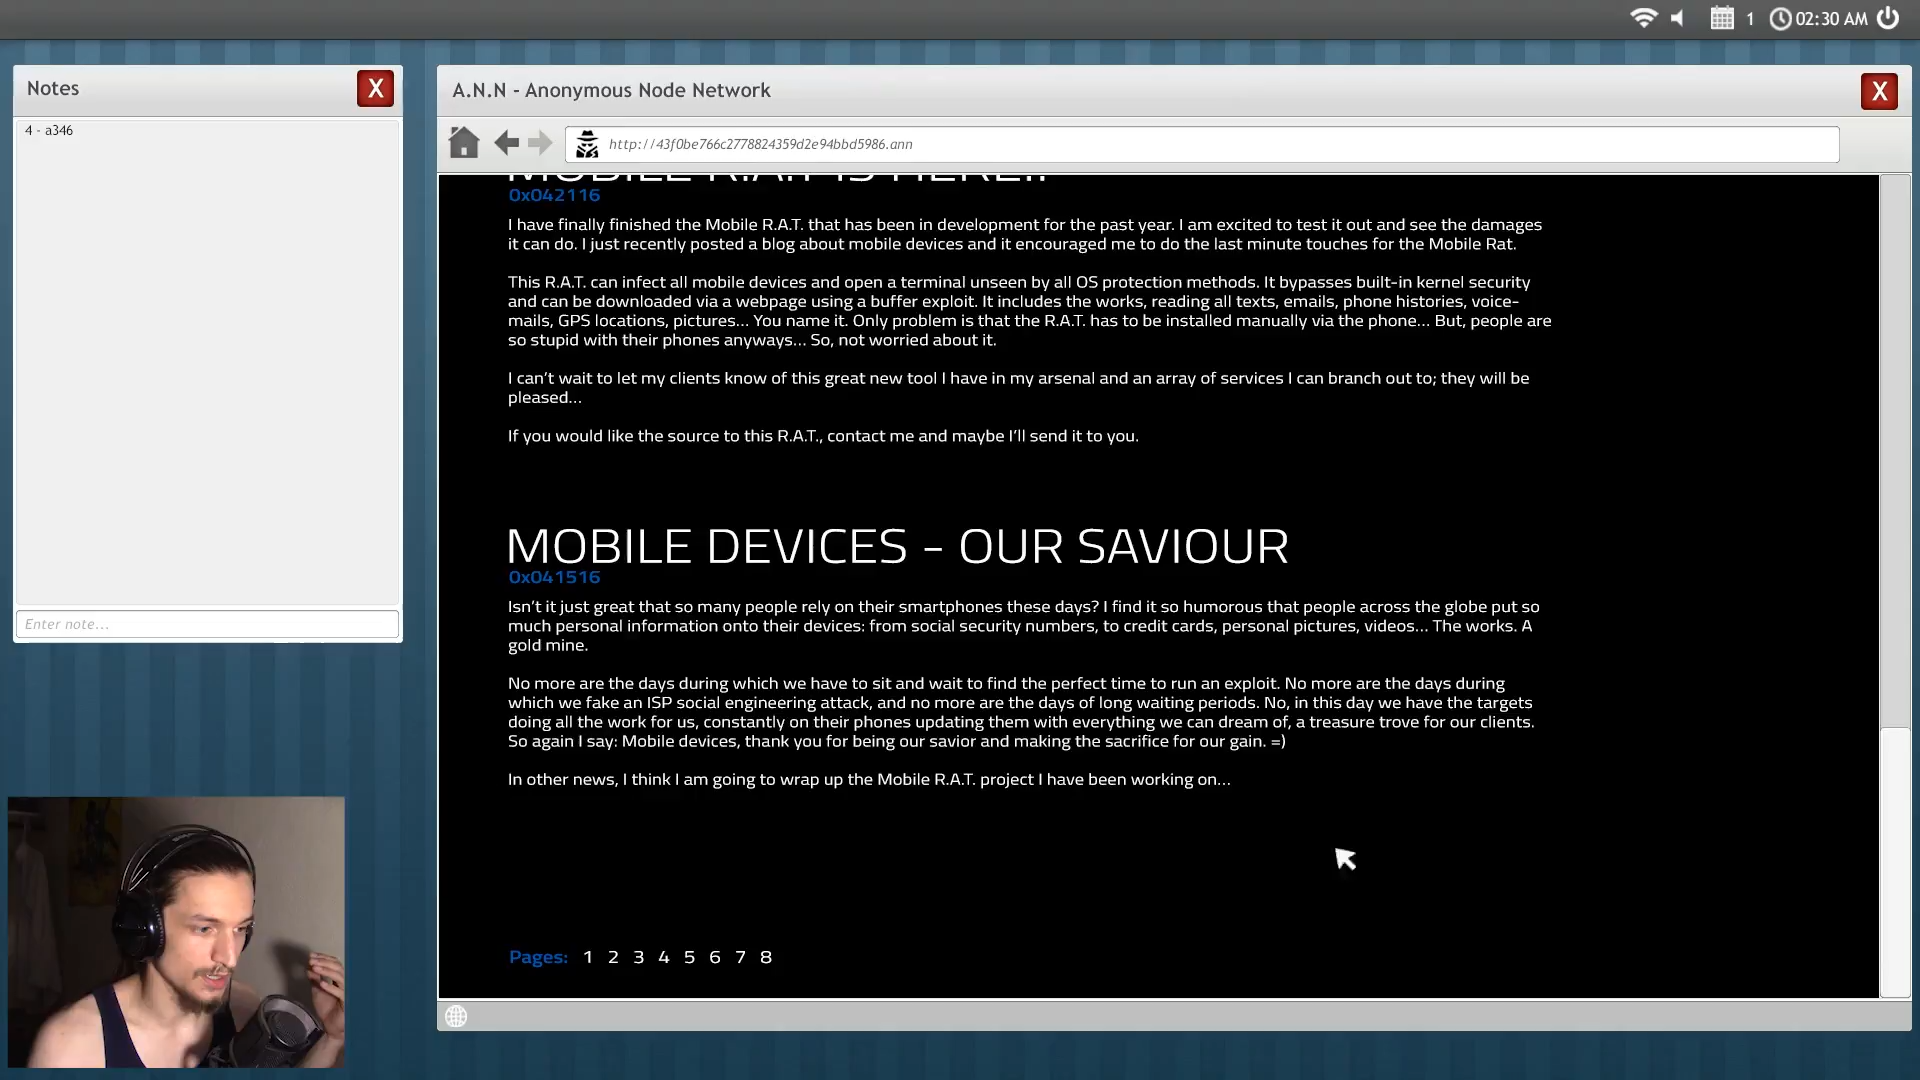 1 02:30 AM
Notes
X
4 - a346
Enter note...
A.N.N - Anonymous Node Network
X
http://43f0be766c2778824359d2e94bbd5986.ann
MOBILE R.A.T IS HERE!!
0x042116
I have finally finished the Mobile R.A.T. that has been in development for the past year. I am excited to test it out and see the damages
it can do. I just recently posted a blog about mobile devices and it encouraged me to do the last minute touches for the Mobile Rat.
This R.A.T. can infect all mobile devices and open a terminal unseen by all OS protection methods. It bypasses built-in kernel security
and can be downloaded via a webpage using a buffer exploit. It includes the works, reading all texts, emails, phone histories, voice-
mails, GPS locations, pictures... You name it. Only problem is that the R.A.T. has to be installed manually via the phone... But, people are
so stupid with their phones anyways... So, not worried about it.
I can't wait to let my clients know of this great new tool I have in my arsenal and an array of services I can branch out to; they will be
pleased...
If you would like the source to this R.A.T., contact me and maybe I'll send it to you.
MOBILE DEVICES - OUR SAVIOUR
0x041516
Isn't it just great that so many people rely on their smartphones these days? I find it so humorous that people across the globe put so
much personal information onto their devices: from social security numbers, to credit cards, personal pictures, videos... The works. A
gold mine.
No more are the days during which we have to sit and wait to find the perfect time to run an exploit. No more are the days during
which we fake an ISP social engineering attack, and no more are the days of long waiting periods. No, in this day we have the targets
doing all the work for us, constantly on their phones updating them with everything we can dream of, a treasure trove for our clients.
So again I say: Mobile devices, thank you for being our savior and making the sacrifice for our gain. =)
In other news, I think I am going to wrap up the Mobile R.A.T. project I have been working on...
Pages: 1 2 3 4 5 6 7 8